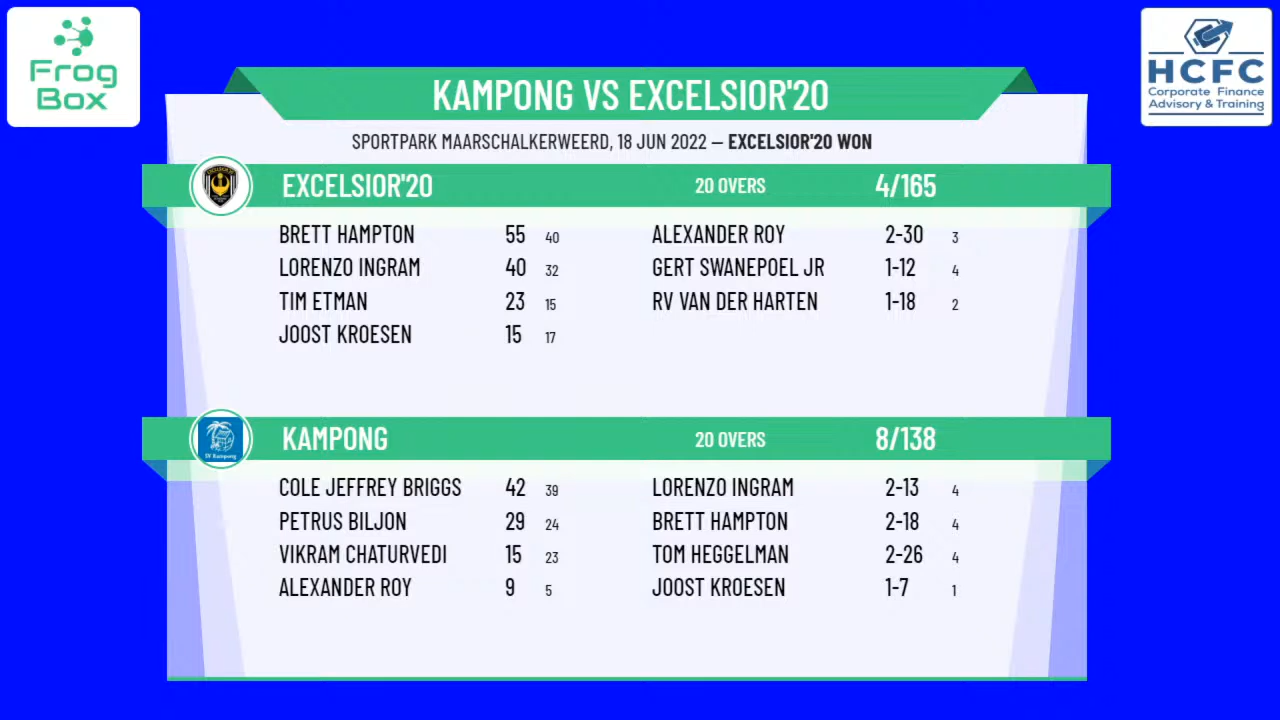 Frog
Box
HCFC
Corporate Finance
Advisory & Training
KAMPONG VS EXCELSIOR'20
SPORTPARK MAARSCHALKERWEERD, 18 JUN 2022 – EXCELSIOR'20 WON
EXCELSIOR'20 20 OVERS 4/165
BRETT HAMPTON 55 40 ALEXANDER ROY 2-30 3
LORENZO INGRAM 40 32 GERT SWANEPOEL JR 1-12 4
TIM ETMAN 23 15 RV VAN DER HARTEN 1-18 2
JOOST KROESEN 15 17
SV Kampong
KAMPONG 20 OVERS 8/138
COLE JEFFREY BRIGGS 42 39 LORENZO INGRAM 2-13 4
PETRUS BILJON 29 24 BRETT HAMPTON 2-18 4
VIKRAM CHATURVEDI 15 23 TOM HEGGELMAN 2-26 4
ALEXANDER ROY 9 5 JOOST KROESEN 1-7 1